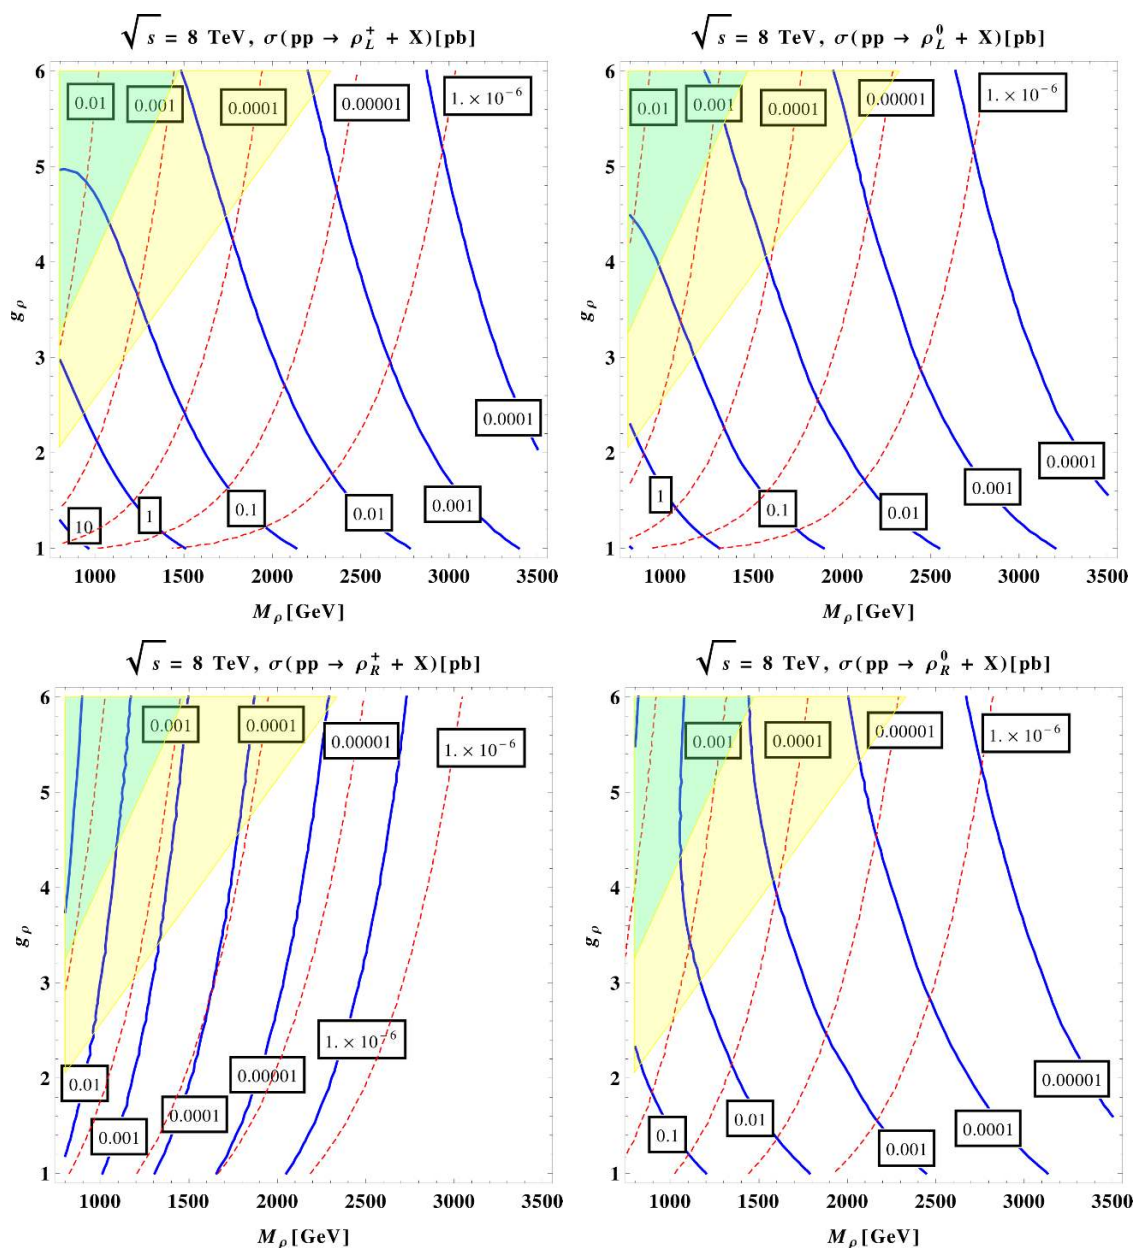 √s = 8 TeV, σ(pp → ρ_L^+ + X)[pb]
6
5
4
3
2
1
g_ρ
0.01
0.001
0.0001
0.00001
1. × 10^−6
10
1
0.1
0.01
0.001
0.0001
1000 1500 2000 2500 3000 3500
M_ρ [GeV]
√s = 8 TeV, σ(pp → ρ_L^0 + X)[pb]
6
5
4
3
2
1
g_ρ
0.01
0.001
0.0001
0.00001
1. × 10^−6
1
0.1
0.01
0.001
0.0001
1000 1500 2000 2500 3000 3500
M_ρ [GeV]
√s = 8 TeV, σ(pp → ρ_R^+ + X)[pb]
6
5
4
3
2
1
g_ρ
0.001
0.0001
0.00001
1. × 10^−6
0.01
0.001
0.0001
0.00001
1. × 10^−6
1000 1500 2000 2500 3000 3500
M_ρ [GeV]
√s = 8 TeV, σ(pp → ρ_R^0 + X)[pb]
6
5
4
3
2
1
g_ρ
0.001
0.0001
0.00001
1. × 10^−6
0.1
0.01
0.001
0.0001
0.00001
1000 1500 2000 2500 3000 3500
M_ρ [GeV]